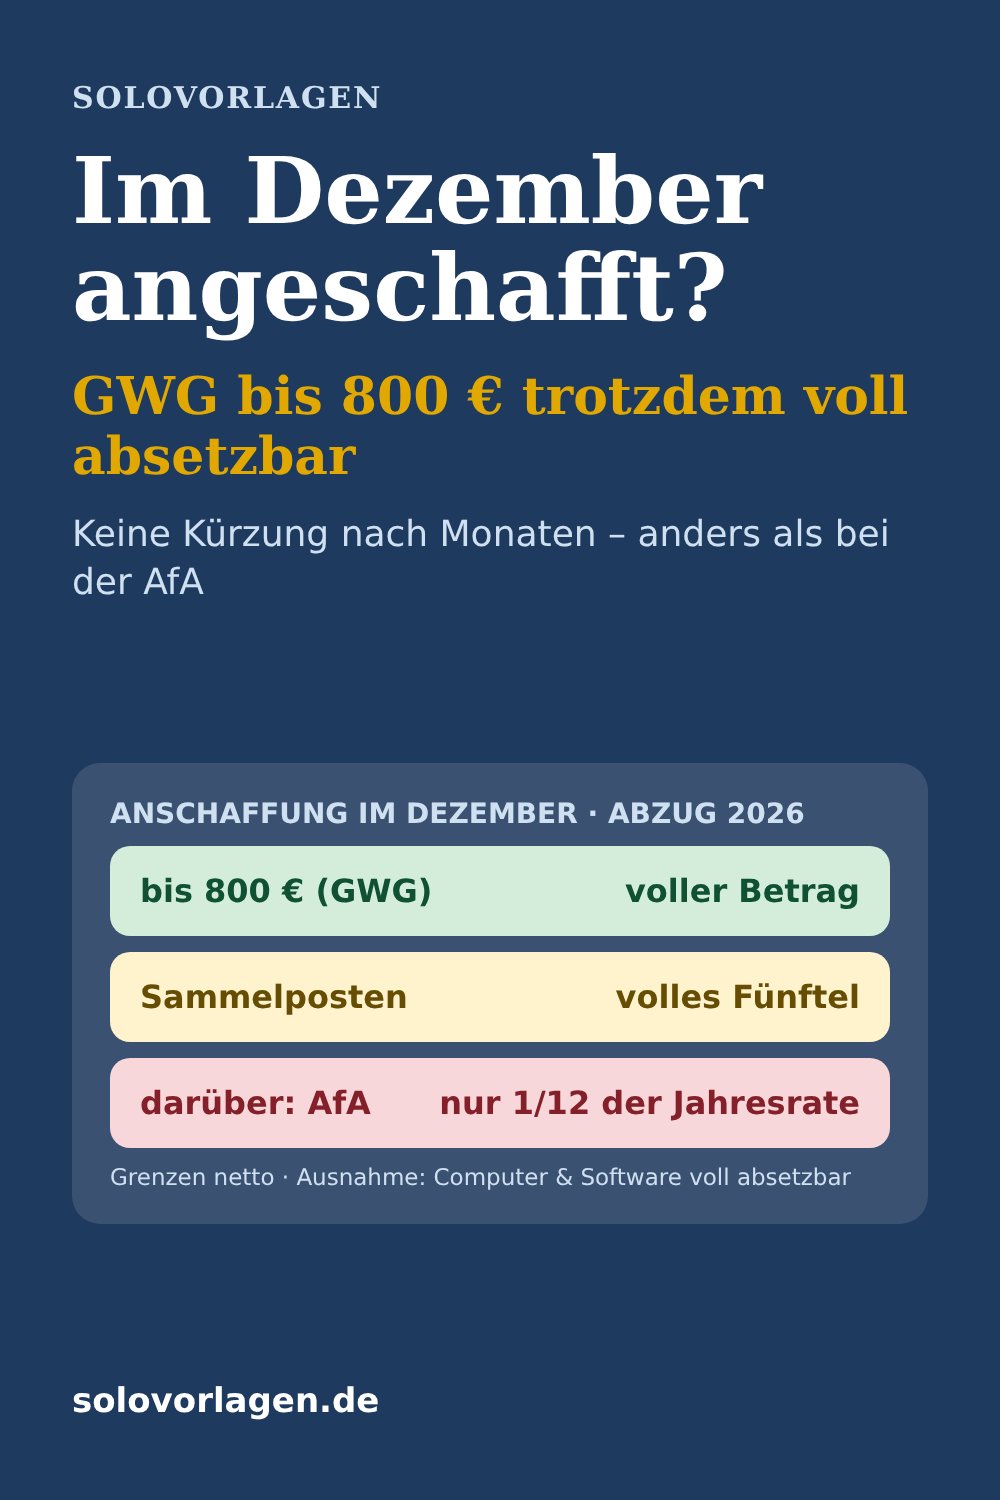 SOLOVORLAGEN
Im Dezember
angeschafft?
GWG bis 800 € trotzdem voll
absetzbar
Keine Kürzung nach Monaten – anders als bei
der AfA
ANSCHAFFUNG IM DEZEMBER · ABZUG 2026
bis 800 € (GWG) voller Betrag
Sammelposten volles Fünftel
darüber: AfA nur 1/12 der Jahresrate
Grenzen netto · Ausnahme: Computer & Software voll absetzbar
solovorlagen.de